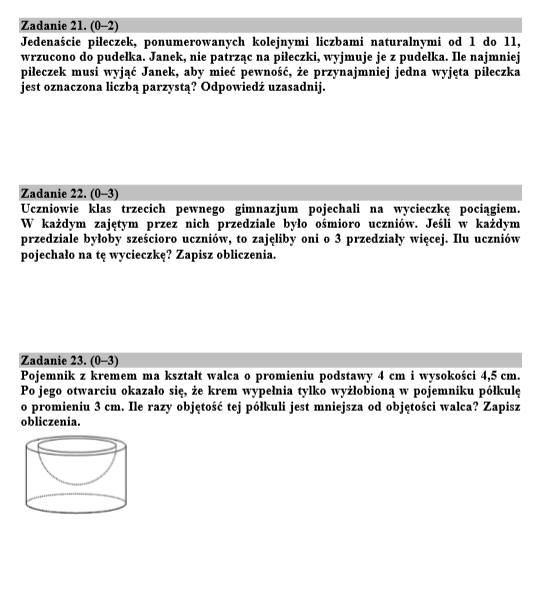 Zadanie 21. (0–2)
Jedenaście piłeczek, ponumerowanych kolejnymi liczbami naturalnymi od 1 do 11,
wrzucono do pudełka. Janek, nie patrząc na piłeczki, wyjmuje je z pudełka. Ile najmniej
piłeczek musi wyjąć Janek, aby mieć pewność, że przynajmniej jedna wyjęta piłeczka
jest oznaczona liczbą parzystą? Odpowiedź uzasadnij.
Zadanie 22. (0–3)
Uczniowie klas trzecich pewnego gimnazjum pojechali na wycieczkę pociągiem.
W każdym zajętym przez nich przedziale było ośmioro uczniów. Jeśli w każdym
przedziale byłoby sześcioro uczniów, to zajęliby oni o 3 przedziały więcej. Ilu uczniów
pojechało na tę wycieczkę? Zapisz obliczenia.
Zadanie 23. (0–3)
Pojemnik z kremem ma kształt walca o promieniu podstawy 4 cm i wysokości 4,5 cm.
Po jego otwarciu okazało się, że krem wypełnia tylko wyżłobioną w pojemniku półkulę
o promieniu 3 cm. Ile razy objętość tej półkuli jest mniejsza od objętości walca? Zapisz
obliczenia.